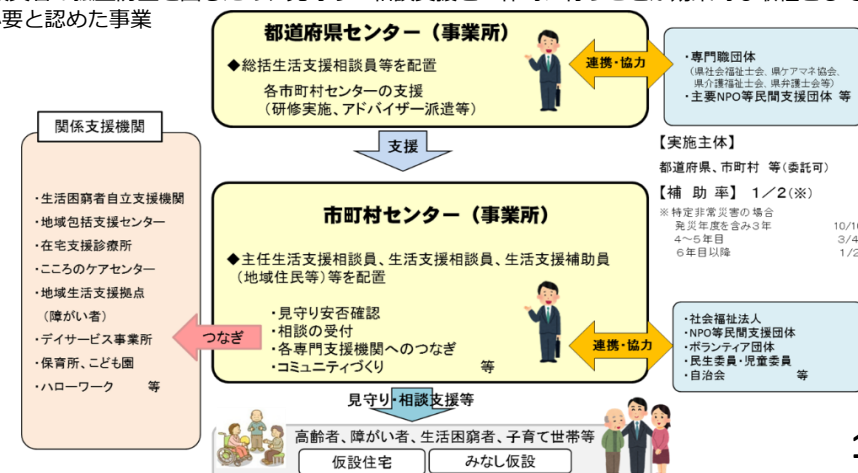 要と認めた事業
都道府県センター（事業所）
◆総括生活支援相談員等を配置
各市町村センターの支援
（研修実施、アドバイザー派遣等）
連携・協力
・専門職団体
（県社会福祉士会、県ケアマネ協会、
県介護福祉士会、県弁護士会等）
・主要NPO等民間支援団体 等
支援
【実施主体】
都道府県、市町村 等（委託可）
【補 助 率】 1／2（※）
※特定非常災害の場合
発災年度を含み3年 10/10
4～5年目 3/4
6年目以降 1/2
関係支援機関
・生活困窮者自立支援機関
・地域包括支援センター
・在宅支援診療所
・こころのケアセンター
・地域生活支援拠点
（障がい者）
・デイサービス事業所
・保育所、こども園
・ハローワーク 等
つなぎ
市町村センター（事業所）
◆主任生活支援相談員、生活支援相談員、生活支援補助員
（地域住民等）等を配置
・見守り安否確認
・相談の受付
・各専門支援機関へのつなぎ
・コミュニティづくり 等
連携・協力
・社会福祉法人
・NPO等民間支援団体
・ボランティア団体
・民生委員・児童委員
・自治会 等
見守り・相談支援等
高齢者、障がい者、生活困窮者、子育て世帯等
仮設住宅
みなし仮設